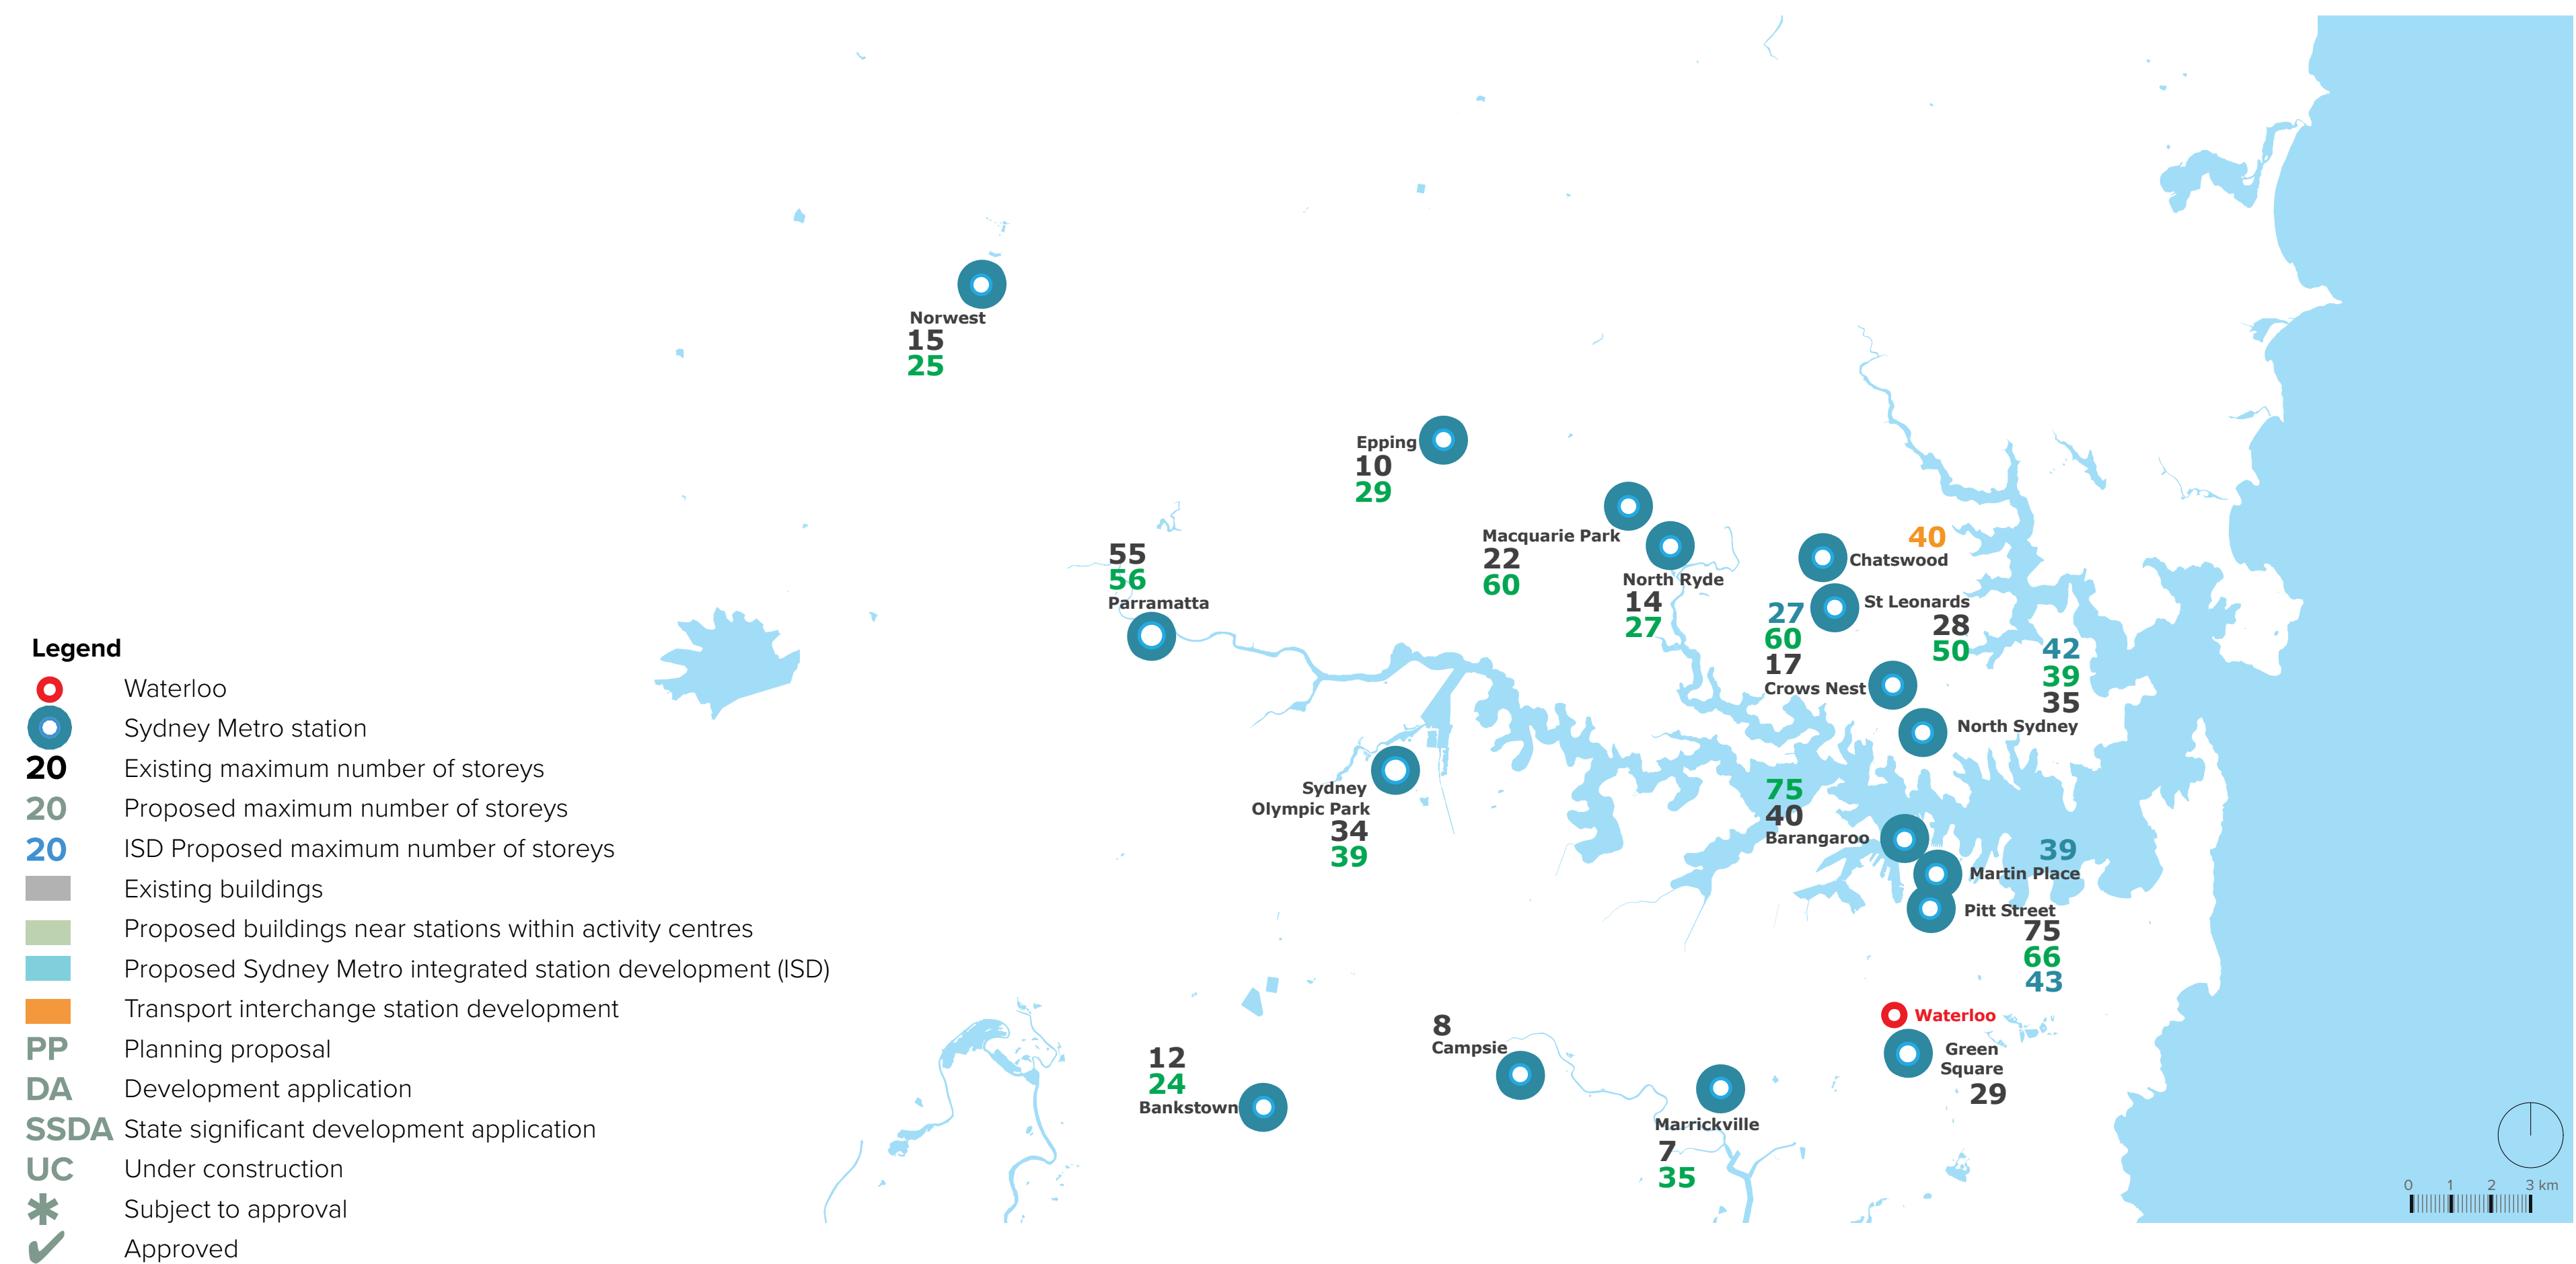 Norwest
15
25
Epping
10
29
Macquarie Park
22
60
North Ryde
14
27
40
Chatswood
St Leonards
28
50
27
60
17
Crows Nest
42
39
35
North Sydney
55
56
Parramatta
Sydney
Olympic Park
34
39
75
40
Barangaroo
39
Martin Place
Pitt Street
75
66
43
Waterloo
Green
Square
29
8
Campsie
12
24
Bankstown
Marrickville
7
35
Legend
Waterloo
Sydney Metro station
20 Existing maximum number of storeys
20 Proposed maximum number of storeys
20 ISD Proposed maximum number of storeys
Existing buildings
Proposed buildings near stations within activity centres
Proposed Sydney Metro integrated station development (ISD)
Transport interchange station development
PP Planning proposal
DA Development application
SSDA State significant development application
UC Under construction
* Subject to approval
✔ Approved
0 1 2 3 km